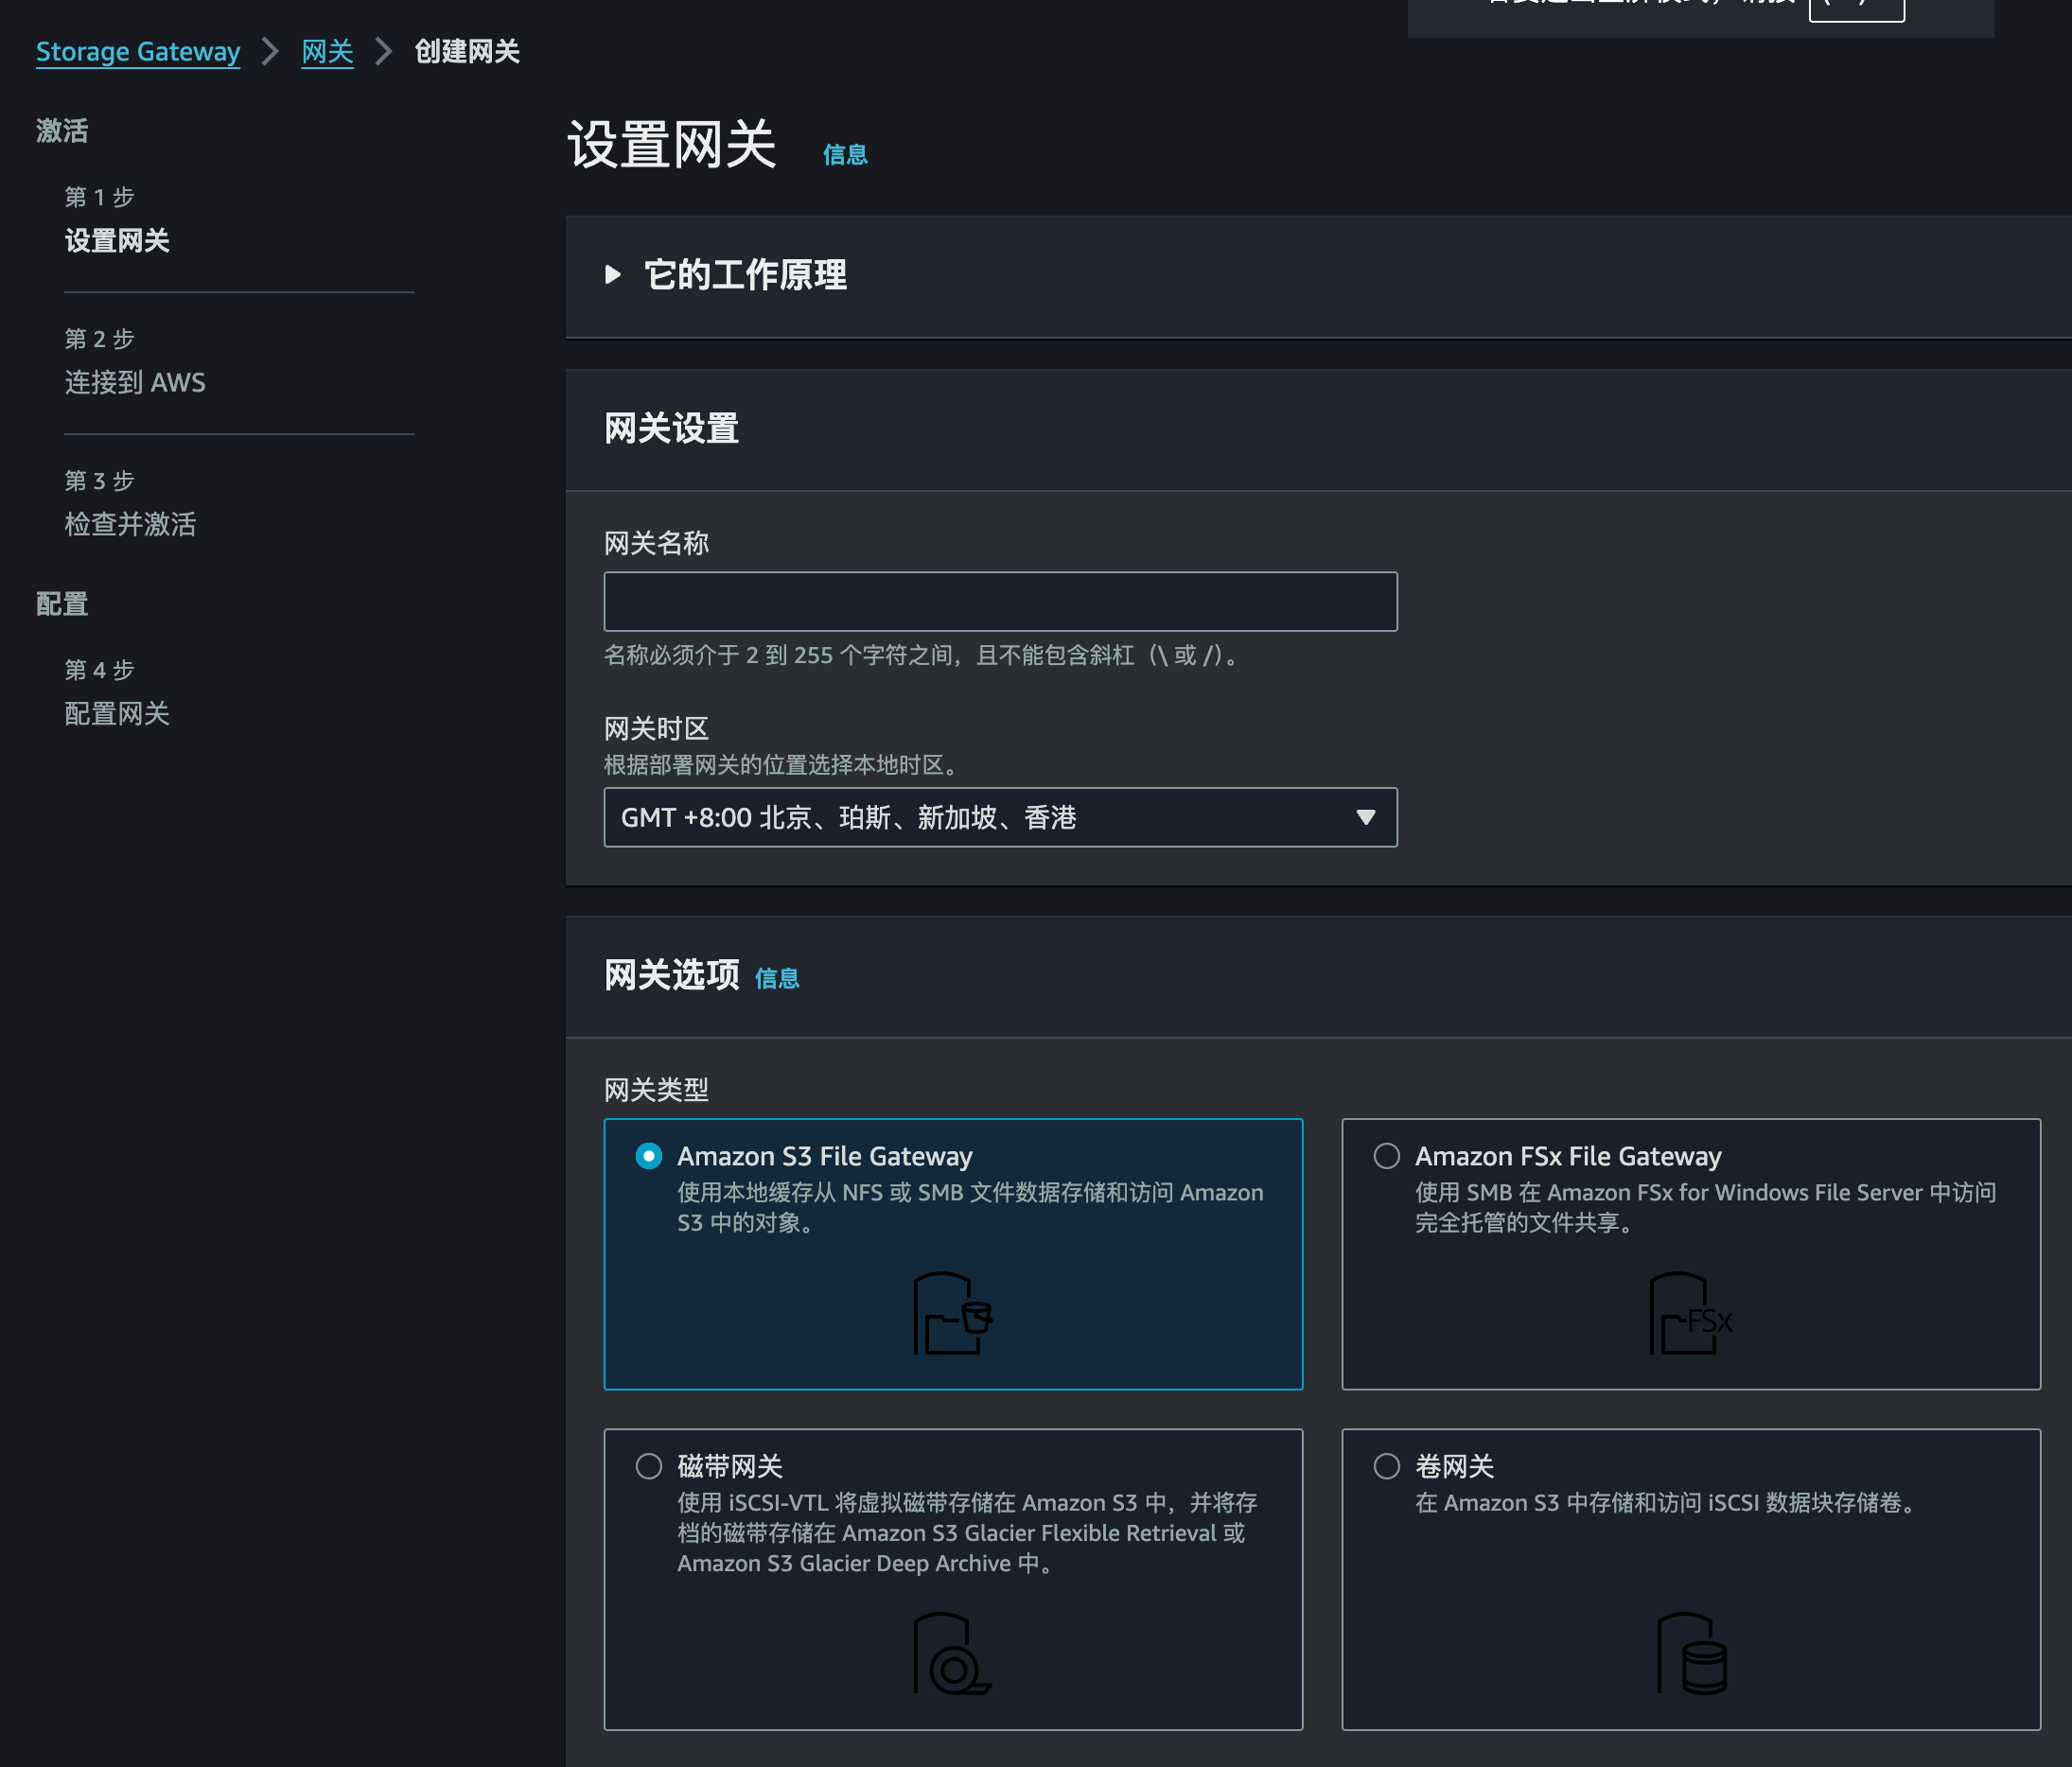 Storage Gateway > 网关 > 创建网关
激活
第 1 步
设置网关
第 2 步
连接到 AWS
第 3 步
检查并激活
配置
第 4 步
配置网关
设置网关 信息
它的工作原理
网关设置
网关名称
名称必须介于 2 到 255 个字符之间，且不能包含斜杠（\ 或 /）。
网关时区
根据部署网关的位置选择本地时区。
GMT +8:00 北京、珀斯、新加坡、香港
网关选项 信息
网关类型
Amazon S3 File Gateway
使用本地缓存从 NFS 或 SMB 文件数据存储和访问 Amazon
S3 中的对象。
Amazon FSx File Gateway
使用 SMB 在 Amazon FSx for Windows File Server 中访问
完全托管的文件共享。
FSx
磁带网关
使用 iSCSI-VTL 将虚拟磁带存储在 Amazon S3 中，并将存
档的磁带存储在 Amazon S3 Glacier Flexible Retrieval 或
Amazon S3 Glacier Deep Archive 中。
卷网关
在 Amazon S3 中存储和访问 iSCSI 数据块存储卷。